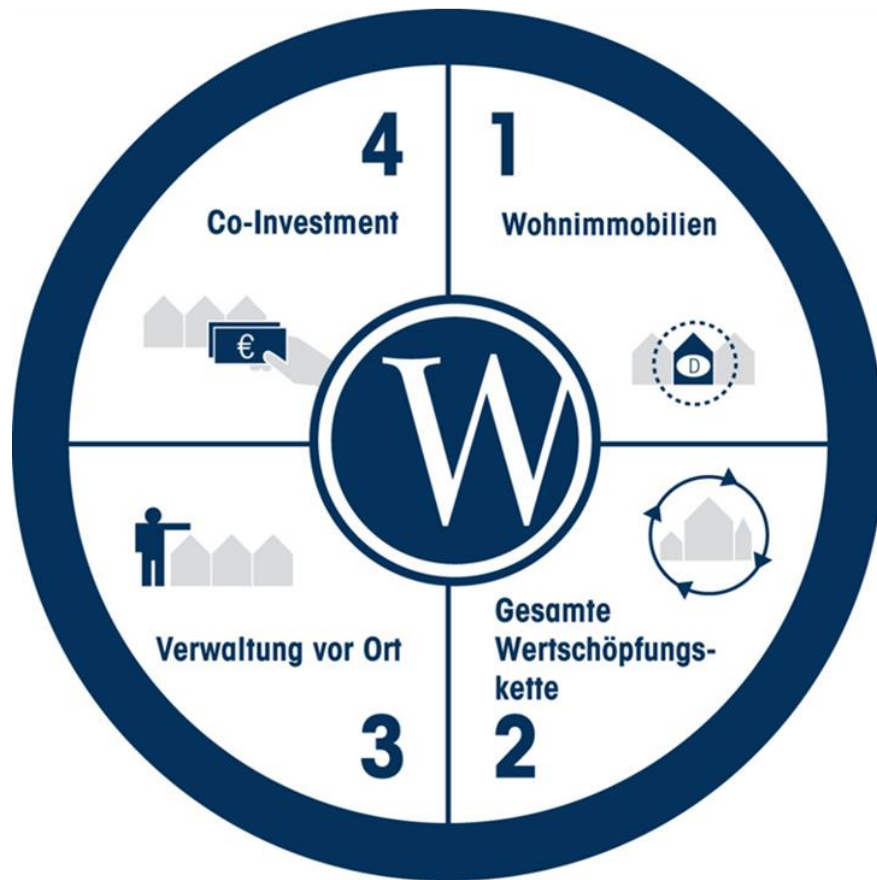 4
Co-Investment
€
1
Wohnimmobilien
D
W
Verwaltung vor Ort
3
Gesamte
Wertschöpfungs-
kette
2